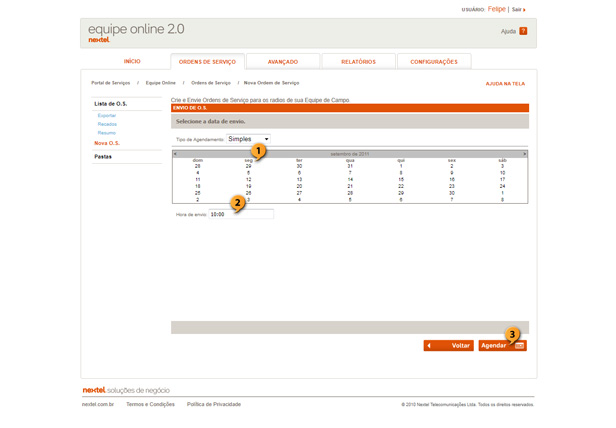 USUÁRIO: Felipe | Sair
equipe online 2.0
nextel
Ajuda ?
INÍCIO ORDENS DE SERVIÇO AVANÇADO RELATÓRIOS CONFIGURAÇÕES
Portal de Serviços / Equipe Online / Ordens de Serviço / Nova Ordem de Serviço
AJUDA NA TELA
Lista de O.S.
Exportar
Recados
Resumo
Nova O.S.
Pastas
Crie e Envie Ordens de Serviço para os radios de sua Equipe de Campo.
ENVIO DE O.S.
Selecione a data de envio.
Tipo de Agendamento: Simples
1
setembro de 2011
dom seg ter qua qui sex sáb
28 29 30 31 1 2 3
4 5 6 7 8 9 10
11 12 13 14 15 16 17
18 19 20 21 22 23 24
25 26 27 28 29 30 1
2 3 4 5 6 7 8
2
Hora de envio: 10:00
3
Voltar Agendar
nextel soluções de negócio
nextel.com.br Termos e Condições Política de Privacidade
© 2010 Nextel Telecomunicações Ltda. Todos os direitos reservados.